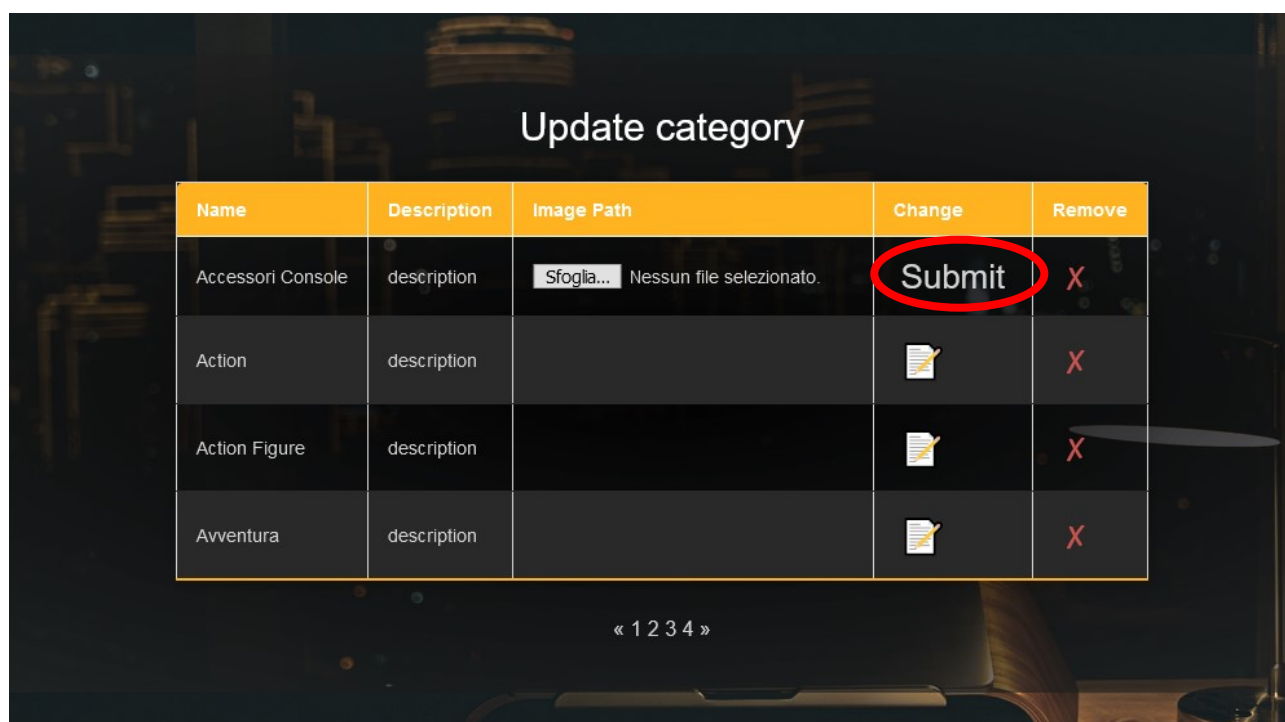 Update category
Name Description Image Path Change Remove
Accessori Console description Sfoglia... Nessun file selezionato. Submit X
Action description X
Action Figure description X
Avventura description X
« 1 2 3 4 »